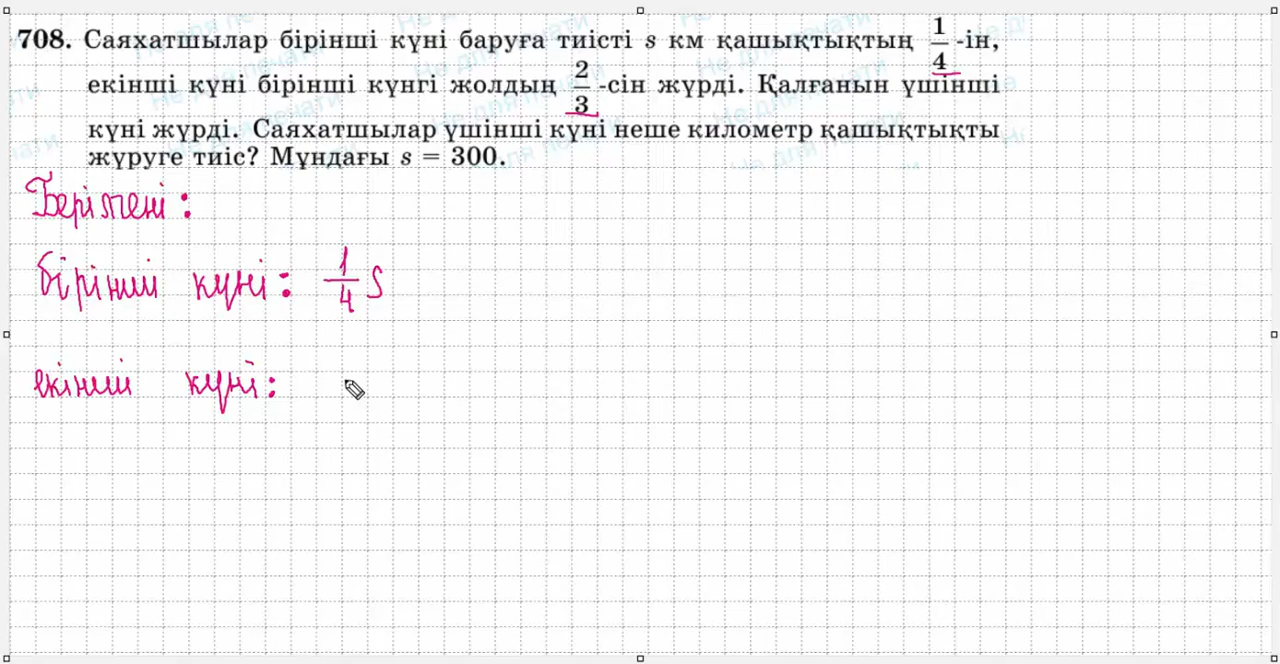 708. Саяхатшылар бірінші күні баруға тиісті s км қашықтықтың 1/4 -ін,
екінші күні бірінші күнгі жолдың 2/3 -сін жүрді. Қалғанын үшінші
күні жүрді. Саяхатшылар үшінші күні неше километр қашықтықты
жүруге тиіс? Мұндағы s = 300.
Берілгені:
бірінші күні: 1/4 S
екінші күні: